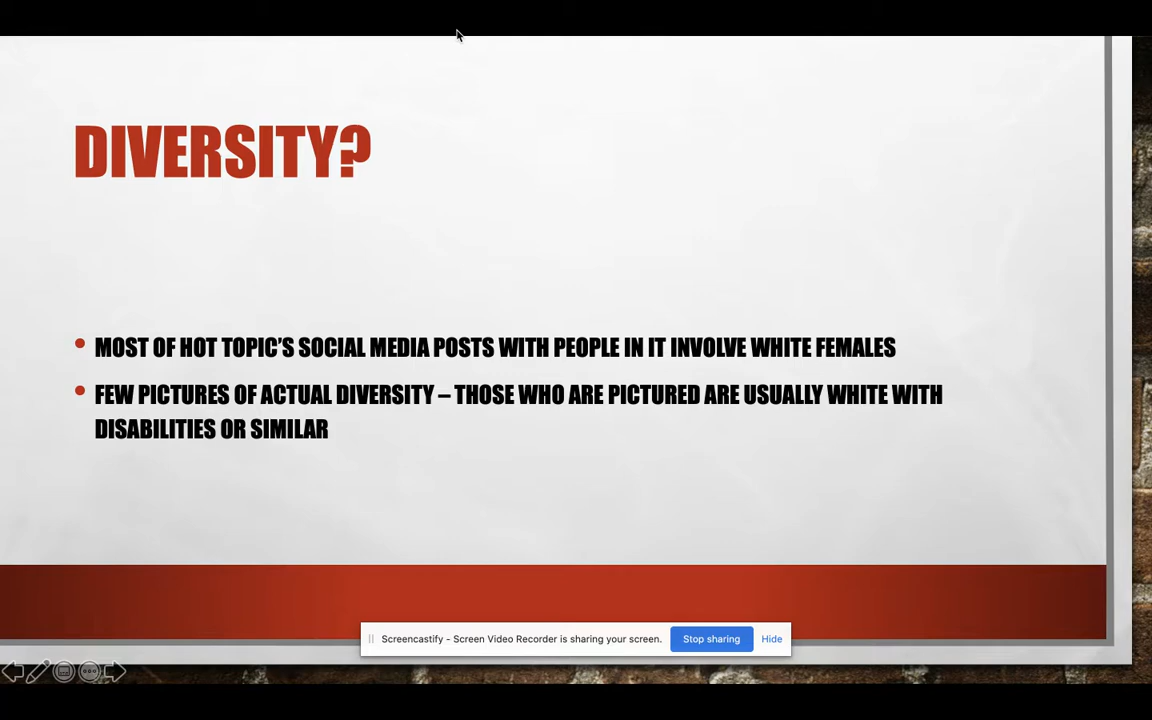 DIVERSITY?
• MOST OF HOT TOPIC'S SOCIAL MEDIA POSTS WITH PEOPLE IN IT INVOLVE WHITE FEMALES
• FEW PICTURES OF ACTUAL DIVERSITY – THOSE WHO ARE PICTURED ARE USUALLY WHITE WITH
DISABILITIES OR SIMILAR
Screencastify - Screen Video Recorder is sharing your screen. Stop sharing Hide